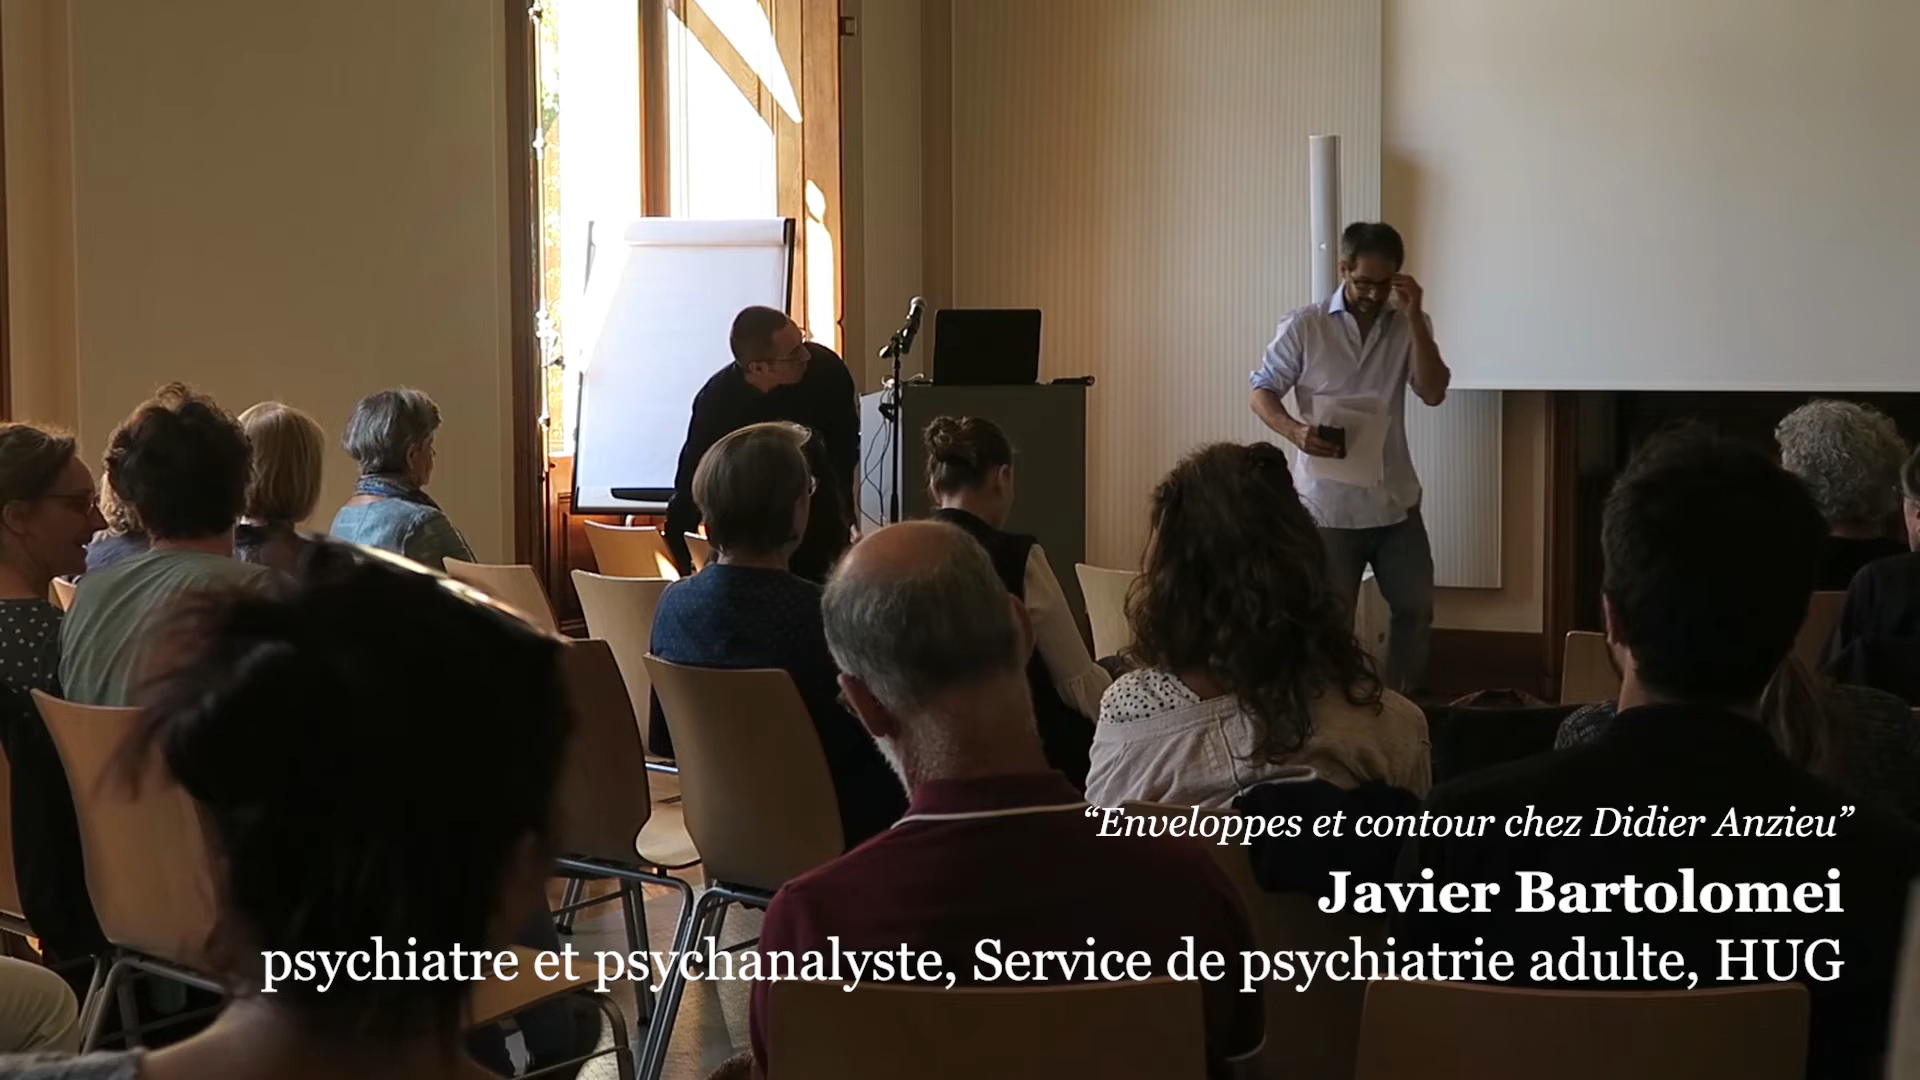 “Enveloppes et contour chez Didier Anzieu”
Javier Bartolomei
psychiatre et psychanalyste, Service de psychiatrie adulte, HUG